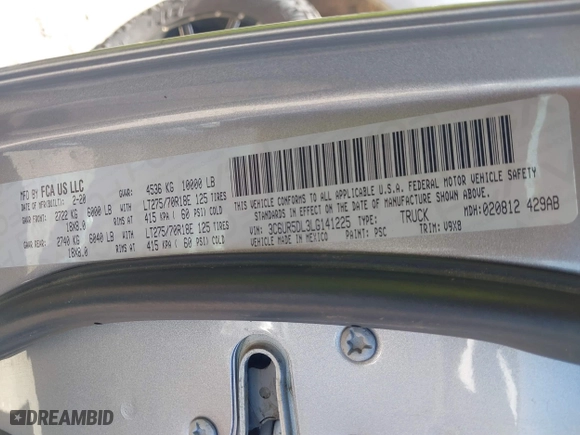 MFD BY FCA US LLC
DATE OF MFR/BUILT: 2-20 GVWR: 4536 KG 10000 LB
GAWR FRONT: 2722 KG 6000 LB LT275/70R18E 125 TIRES
18X8.0 RIMS AT 415 KPA ( 60 PSI) COLD
GAWR REAR: 2740 KG 6040 LB LT275/70R18E 125 TIRES
18X8.0 RIMS AT 415 KPA ( 60 PSI) COLD
THIS VEHICLE CONFORMS TO ALL APPLICABLE U.S.A. FEDERAL MOTOR VEHICLE SAFETY
STANDARDS IN EFFECT ON THE DATE OF MANUFACTURE SHOWN ABOVE.
VIN: 3C6UR5DL3LG141225 TYPE: TRUCK MDH:020812 429AB
MADE IN MEXICO PAINT: PSC TRIM: V9X8
DREAMBID